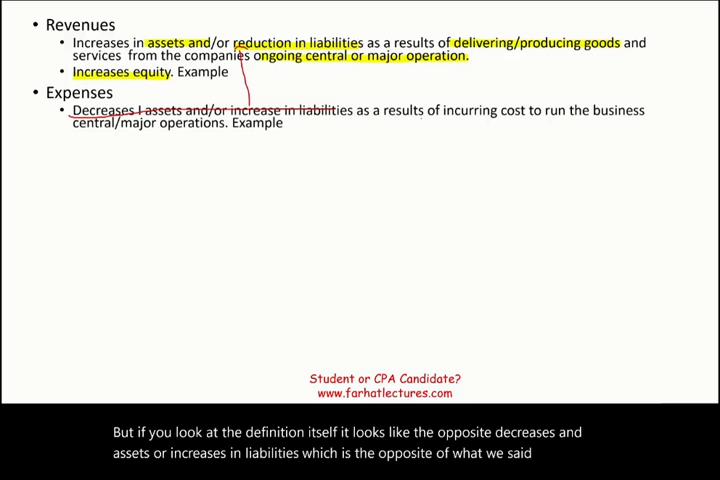 • Revenues
• Increases in assets and/or reduction in liabilities as a results of delivering/producing goods and
services from the companies ongoing central or major operation.
• Increases equity. Example
• Expenses
• Decreases I assets and/or increase in liabilities as a results of incurring cost to run the business
central/major operations. Example
Student or CPA Candidate?
www.farhatlectures.com
But if you look at the definition itself it looks like the opposite decreases and
assets or increases in liabilities which is the opposite of what we said